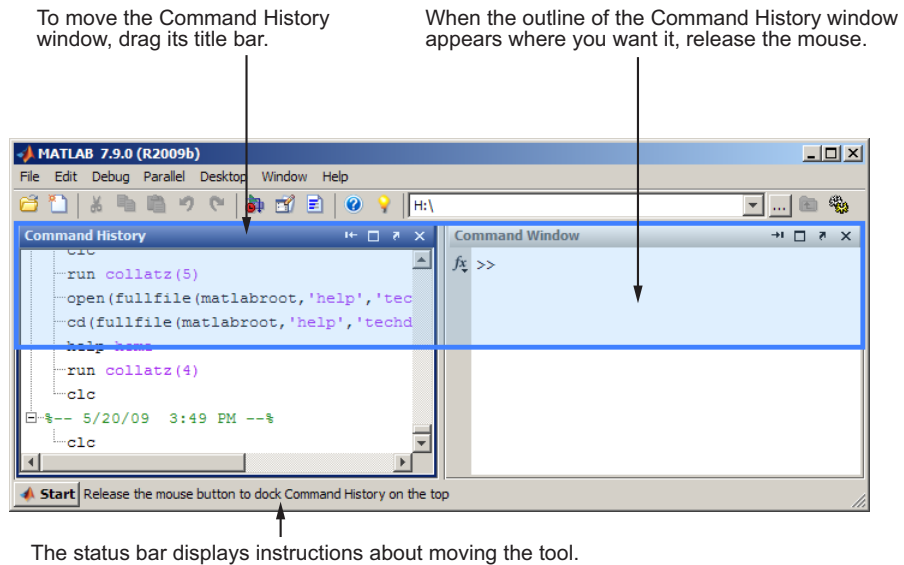 To move the Command History
window, drag its title bar.
When the outline of the Command History window
appears where you want it, release the mouse.
MATLAB 7.9.0 (R2009b)
File Edit Debug Parallel Desktop Window Help
H:\
...
Command History
Command Window
clc
run collatz(5)
open(fullfile(matlabroot,'help','tec
cd(fullfile(matlabroot,'help','techd
help home
run collatz(4)
clc
%-- 5/20/09 3:49 PM --%
clc
fx >>
Start Release the mouse button to dock Command History on the top
The status bar displays instructions about moving the tool.